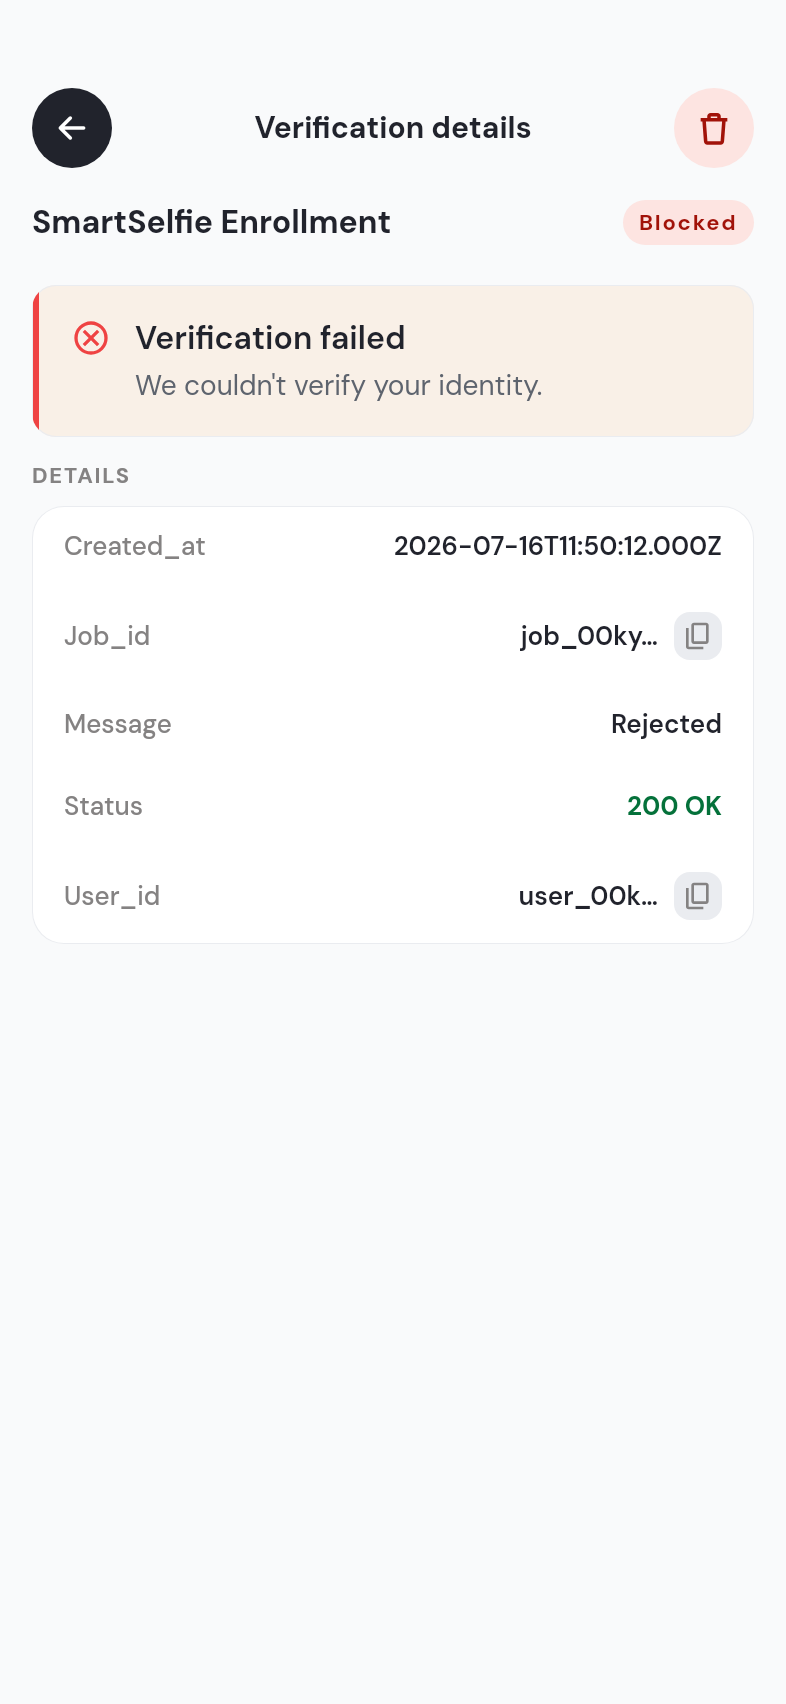 Verification details
SmartSelfie Enrollment
Blocked
Verification failed
We couldn't verify your identity.
DETAILS
Created_at 2026-07-16T11:50:12.000Z
Job_id job_00ky...
Message Rejected
Status 200 OK
User_id user_00k...